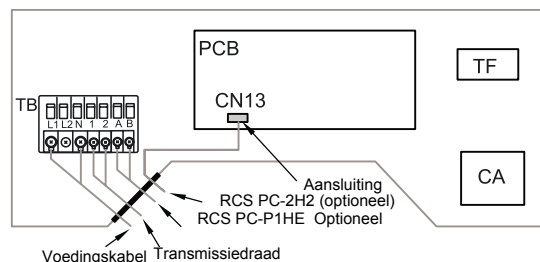 PCB
TF
CN13
TB
L1 L2 N 1 2 A B
CA
Aansluiting
RCS PC-2H2 (optioneel)
RCS PC-P1HE Optioneel
Transmissiedraad
Voedingskabel